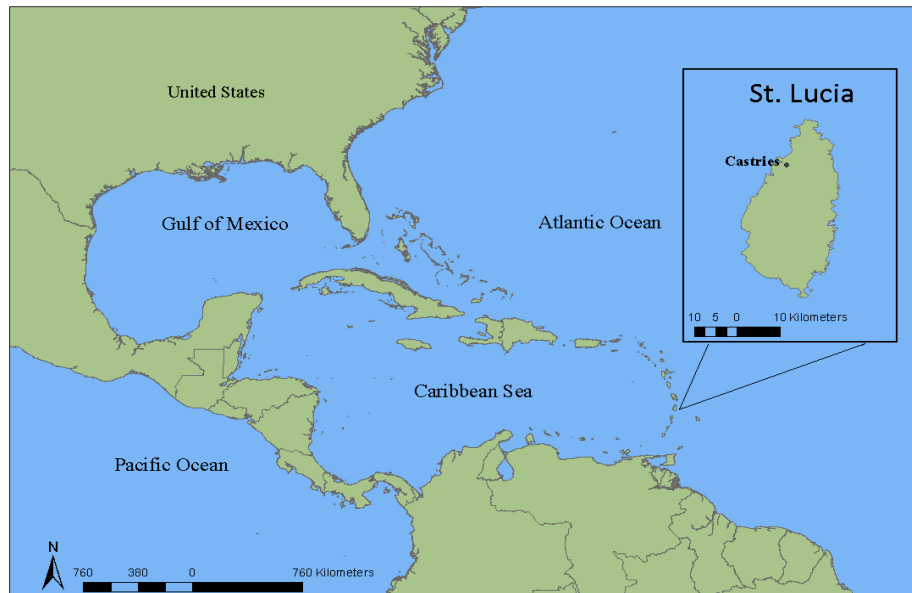 United States
St. Lucia
Castries
Gulf of Mexico
Atlantic Ocean
10 5 0 10 Kilometers
Caribbean Sea
Pacific Ocean
N
760 380 0 760 Kilometers